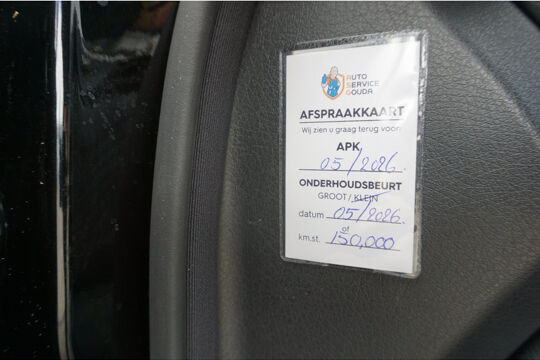 AUTO
SERVICE
GOUDA
AFSPRAAKKAART
Wij zien u graag terug voor:
APK
05/2026
ONDERHOUDSBEURT
GROOT / KLEIN
datum 05/2026
of
km.st. 150,000